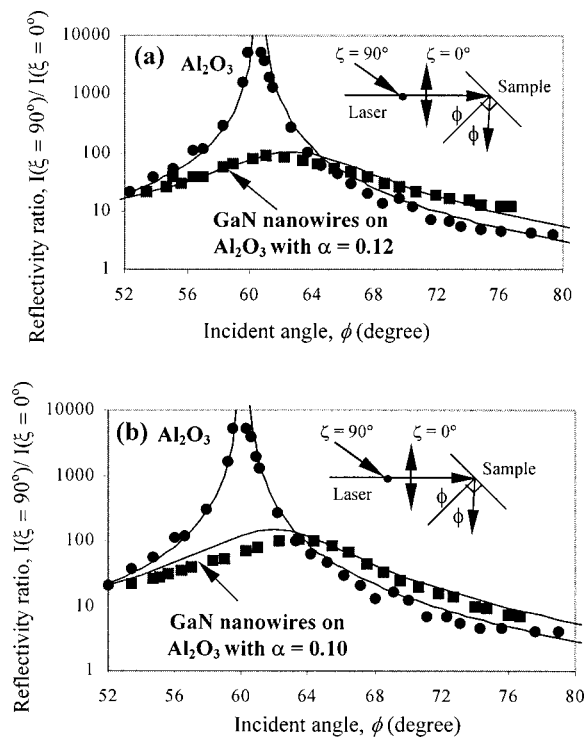 Reflectivity ratio, I(ξ = 90°)/ I(ξ = 0°)
10000
1000
100
10
1
(a)
Al₂O₃
ζ = 90°
ζ = 0°
Sample
Laser
ϕ
ϕ
GaN nanowires on
Al₂O₃ with α = 0.12
52 56 60 64 68 72 76 80
Incident angle, ϕ (degree)
Reflectivity ratio, I(ξ = 90°)/ I(ξ = 0°)
10000
1000
100
10
1
(b)
Al₂O₃
ζ = 90°
ζ = 0°
Sample
Laser
ϕ
ϕ
GaN nanowires on
Al₂O₃ with α = 0.10
52 56 60 64 68 72 76 80
Incident angle, ϕ (degree)